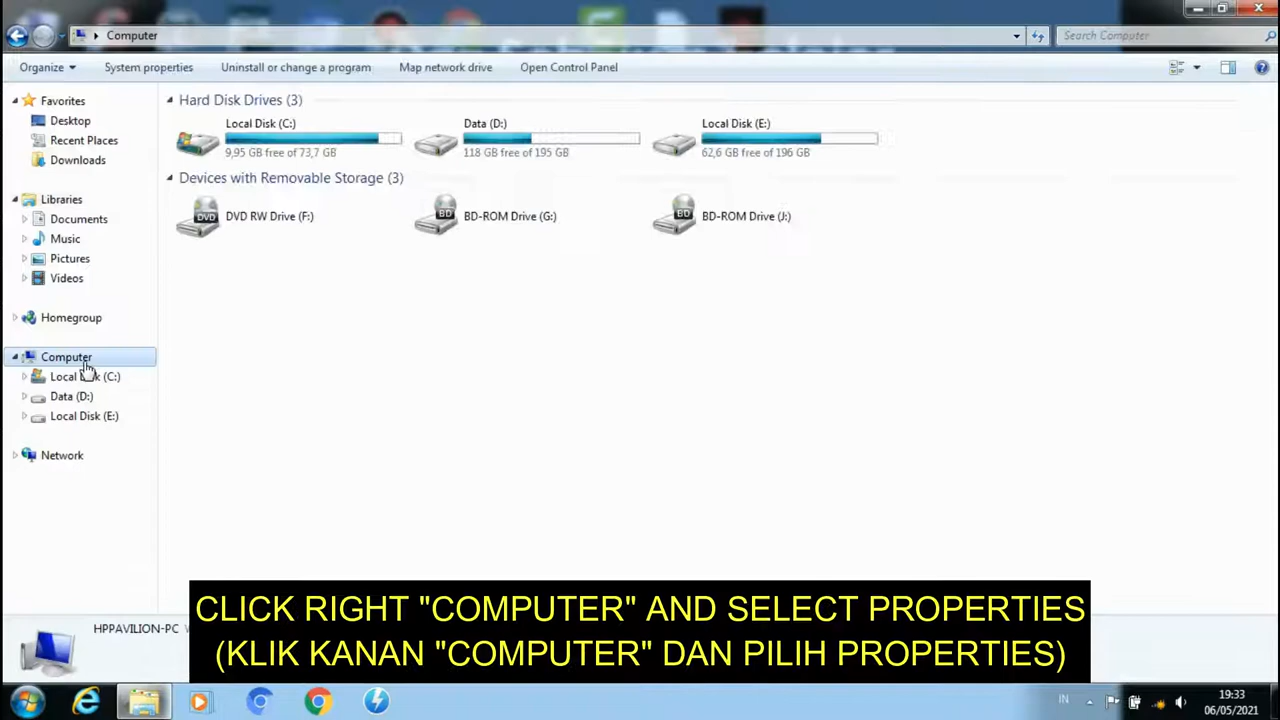 Computer
Search Computer
Organize
System properties
Uninstall or change a program
Map network drive
Open Control Panel
Favorites
Desktop
Recent Places
Downloads
Libraries
Documents
Music
Pictures
Videos
Homegroup
Computer
Local Disk (C:)
Data (D:)
Local Disk (E:)
Network
Hard Disk Drives (3)
Local Disk (C:)
9,95 GB free of 73,7 GB
Data (D:)
118 GB free of 195 GB
Local Disk (E:)
62,6 GB free of 196 GB
Devices with Removable Storage (3)
DVD
DVD RW Drive (F:)
BD
BD-ROM Drive (G:)
BD
BD-ROM Drive (J:)
HPPAVILION-PC
CLICK RIGHT "COMPUTER" AND SELECT PROPERTIES
(KLIK KANAN "COMPUTER" DAN PILIH PROPERTIES)
IN
19:33
06/05/2021